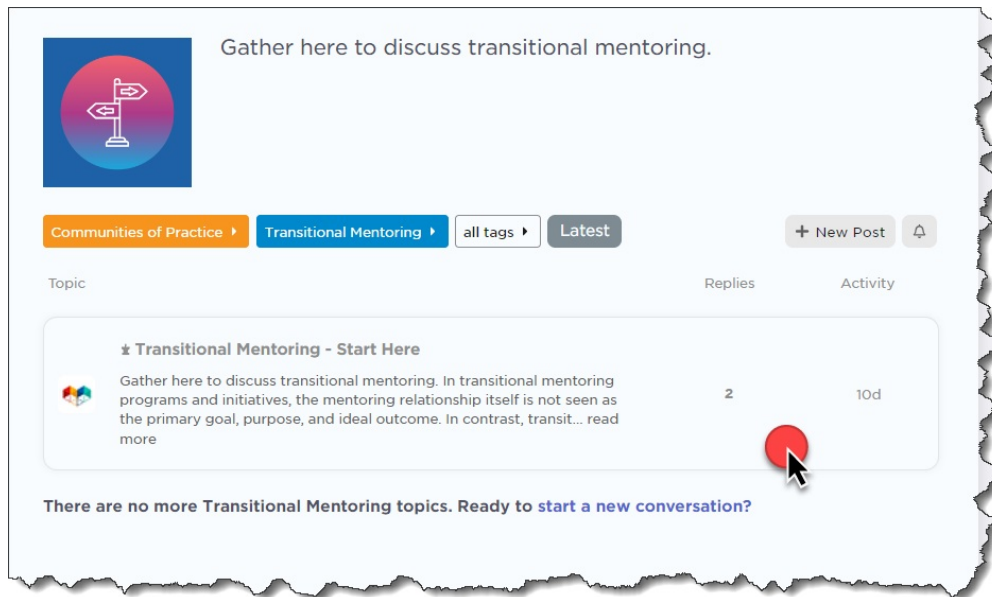 Gather here to discuss transitional mentoring.
Communities of Practice
Transitional Mentoring
all tags
Latest
+ New Post
Topic
Replies
Activity
Transitional Mentoring - Start Here
Gather here to discuss transitional mentoring. In transitional mentoring
programs and initiatives, the mentoring relationship itself is not seen as
the primary goal, purpose, and ideal outcome. In contrast, transit... read
more
2
10d
There are no more Transitional Mentoring topics. Ready to start a new conversation?